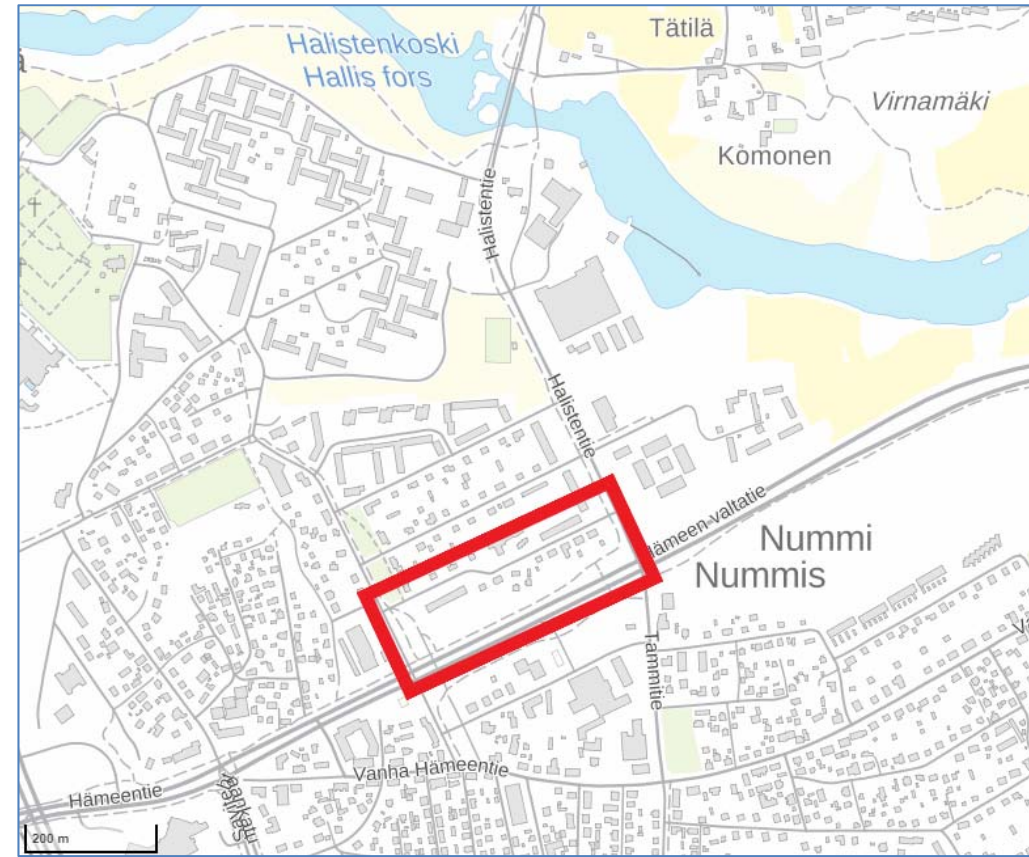 Halistenkoski
Hallis fors
Tätilä
Virnamäki
Komonen
Halistentie
Halistentie
Hämeen valtatie
Nummi
Nummis
Tammitie
Vanha Hämeentie
Hämeentie
200 m